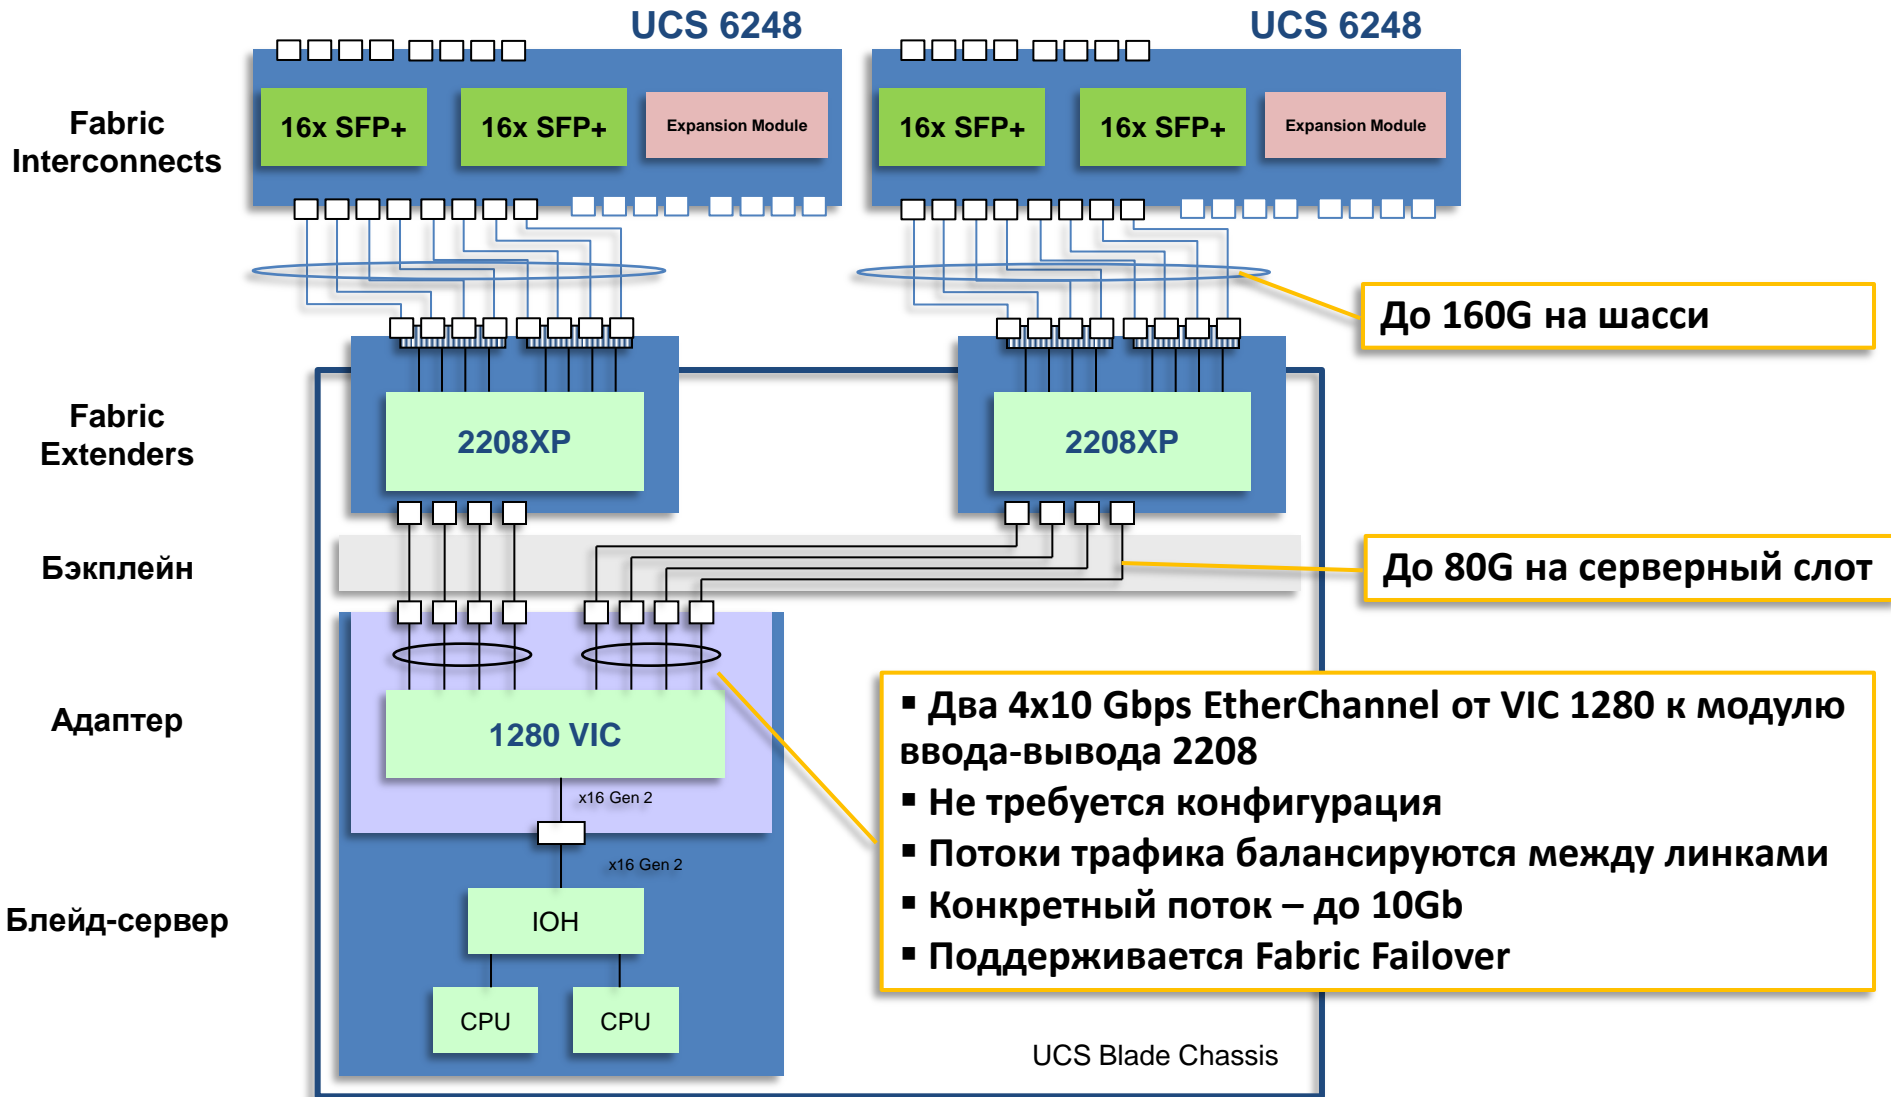 UCS 6248
UCS 6248
Fabric
Interconnects
16x SFP+
16x SFP+
Expansion Module
16x SFP+
16x SFP+
Expansion Module
До 160G на шасси
Fabric
Extenders
2208XP
2208XP
Бэкплейн
До 80G на серверный слот
Адаптер
1280 VIC
x16 Gen 2
▪ Два 4x10 Gbps EtherChannel от VIC 1280 к модулю
ввода-вывода 2208
▪ Не требуется конфигурация
▪ Потоки трафика балансируются между линками
▪ Конкретный поток – до 10Gb
▪ Поддерживается Fabric Failover
x16 Gen 2
Блейд-сервер
IOH
CPU
CPU
UCS Blade Chassis